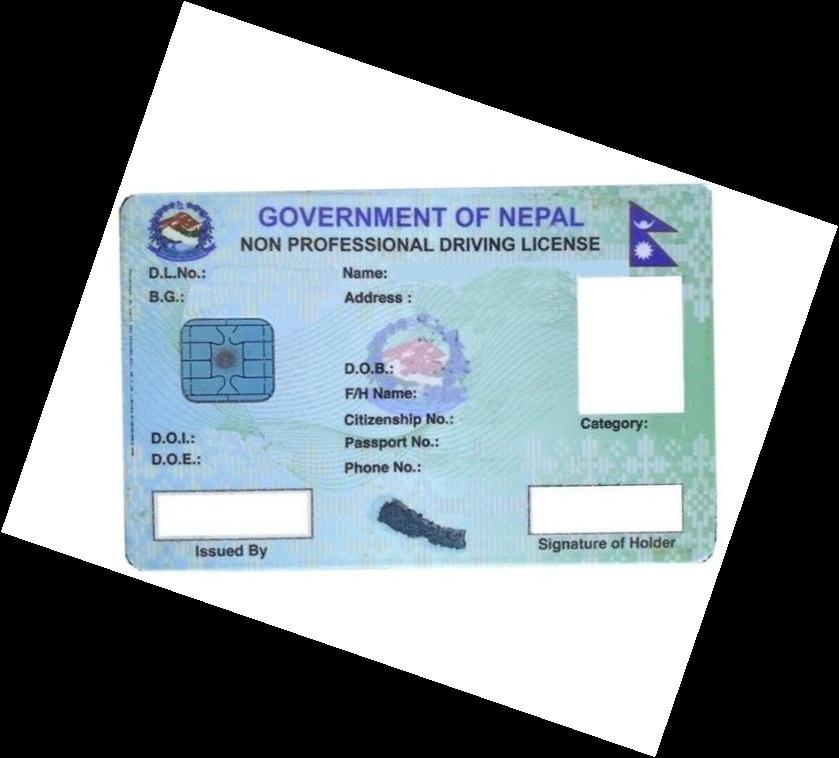 GOVERNMENT OF NEPAL
NON PROFESSIONAL DRIVING LICENSE
D.L.No.:
B.G.:
Name:
Address :
D.O.B.:
F/H Name:
Citizenship No.:
Passport No.:
Phone No.:
Category:
D.O.I.:
D.O.E.:
Issued By
Signature of Holder